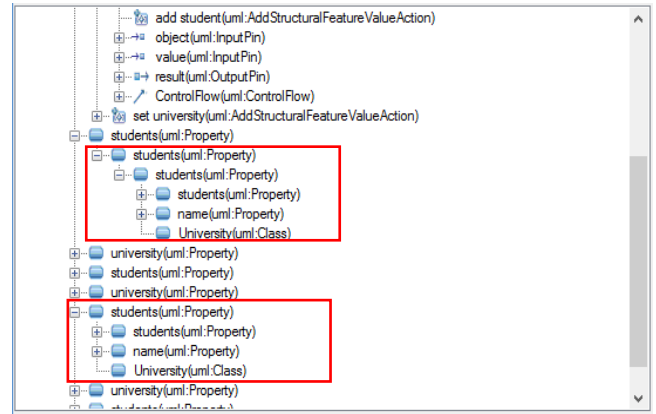 add student(uml:AddStructuralFeatureValueAction)
object(uml:InputPin)
value(uml:InputPin)
result(uml:OutputPin)
ControlFlow(uml:ControlFlow)
set university(uml:AddStructuralFeatureValueAction)
students(uml:Property)
students(uml:Property)
students(uml:Property)
students(uml:Property)
name(uml:Property)
University(uml:Class)
university(uml:Property)
students(uml:Property)
university(uml:Property)
students(uml:Property)
students(uml:Property)
name(uml:Property)
University(uml:Class)
university(uml:Property)
students(uml:Property)